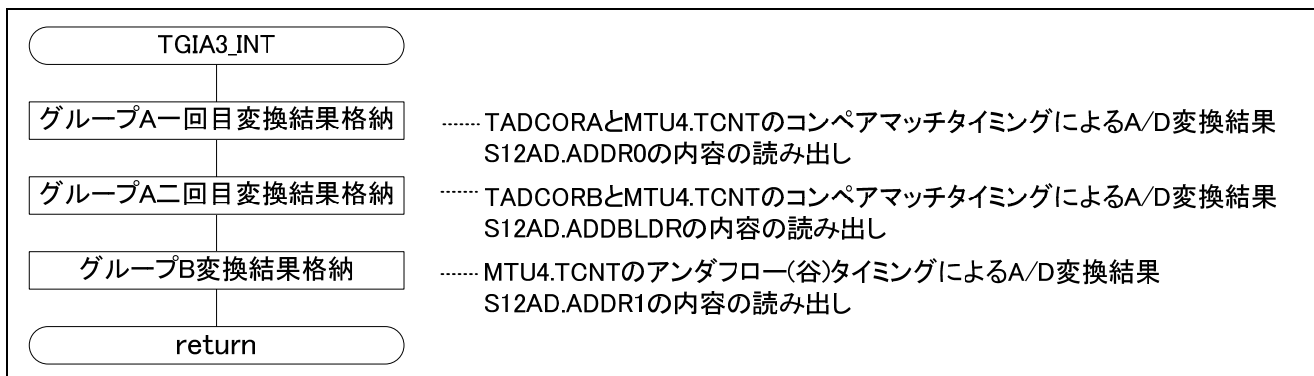 TGIA3_INT
グループA一回目変換結果格納
TADCORAとMTU4.TCNTのコンペアマッチタイミングによるA/D変換結果
S12AD.ADDR0の内容の読み出し
グループA二回目変換結果格納
TADCORBとMTU4.TCNTのコンペアマッチタイミングによるA/D変換結果
S12AD.ADDBLDRの内容の読み出し
グループB変換結果格納
MTU4.TCNTのアンダフロー(谷)タイミングによるA/D変換結果
S12AD.ADDR1の内容の読み出し
return